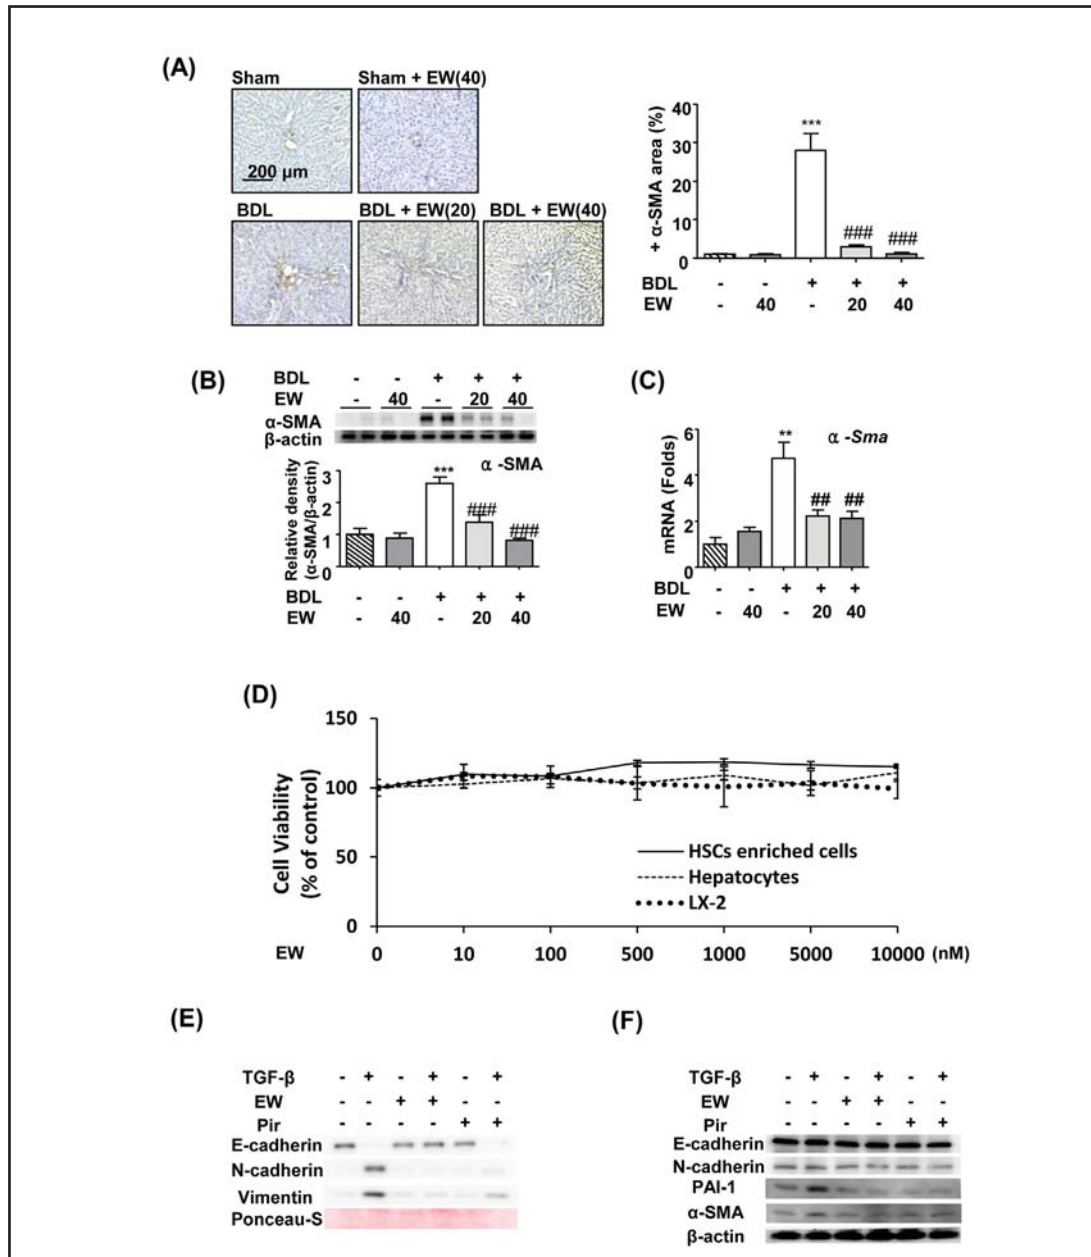 (A)
Sham
Sham + EW(40)
200 µm
BDL
BDL + EW(20)
BDL + EW(40)
+ α-SMA area (%)
40
30
20
10
0
***
###
###
BDL - - + + +
EW - 40 - 20 40
(B)
BDL - - + + +
EW - 40 - 20 40
α-SMA
β-actin
α -SMA
Relative density
(α-SMA/β-actin)
3
2
1
0
***
###
###
BDL - - + + +
EW - 40 - 20 40
(C)
α -Sma
mRNA (Folds)
6
4
2
0
**
##
##
BDL - - + + +
EW - 40 - 20 40
(D)
Cell Viability
(% of control)
150
100
50
0
HSCs enriched cells
Hepatocytes
LX-2
EW 0 10 100 500 1000 5000 10000 (nM)
(E)
TGF-β - + - + - +
EW - - + + - -
Pir - - - - + +
E-cadherin
N-cadherin
Vimentin
Ponceau-S
(F)
TGF-β - + - + - +
EW - - + + - -
Pir - - - - + +
E-cadherin
N-cadherin
PAI-1
α-SMA
β-actin